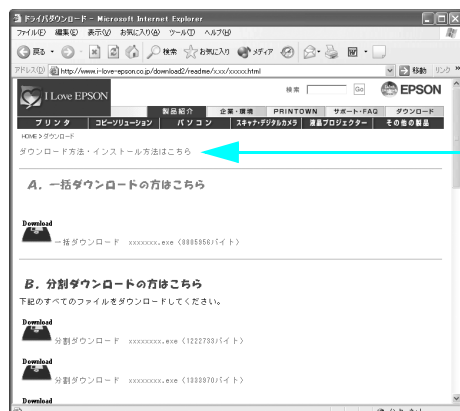 ドライバダウンロード - Microsoft Internet Explorer
ファイル(F) 編集(E) 表示(V) お気に入り(A) ツール(T) ヘルプ(H)
戻る 検索 お気に入り メディア
アドレス(D) http://www.i-love-epson.co.jp/download2/readme/xxx/xxxxx.html 移動 リンク »
I Love EPSON 検索 Go EPSON
製品紹介 企業・環境 PRINTOWN サポート・FAQ ダウンロード
プリンタ コピーソリューション パソコン スキャナ・デジタルカメラ 液晶プロジェクター その他の製品
HOME > ダウンロード
ダウンロード方法・インストール方法はこちら
A. 一括ダウンロードの方はこちら
Download
一括ダウンロード xxxxxxx.exe (8885856バイト)
B. 分割ダウンロードの方はこちら
下記のすべてのファイルをダウンロードしてください。
Download
分割ダウンロード xxxxxxxx.exe (1222733バイト)
Download
分割ダウンロード xxxxxxxx.exe (1333970バイト)
Download